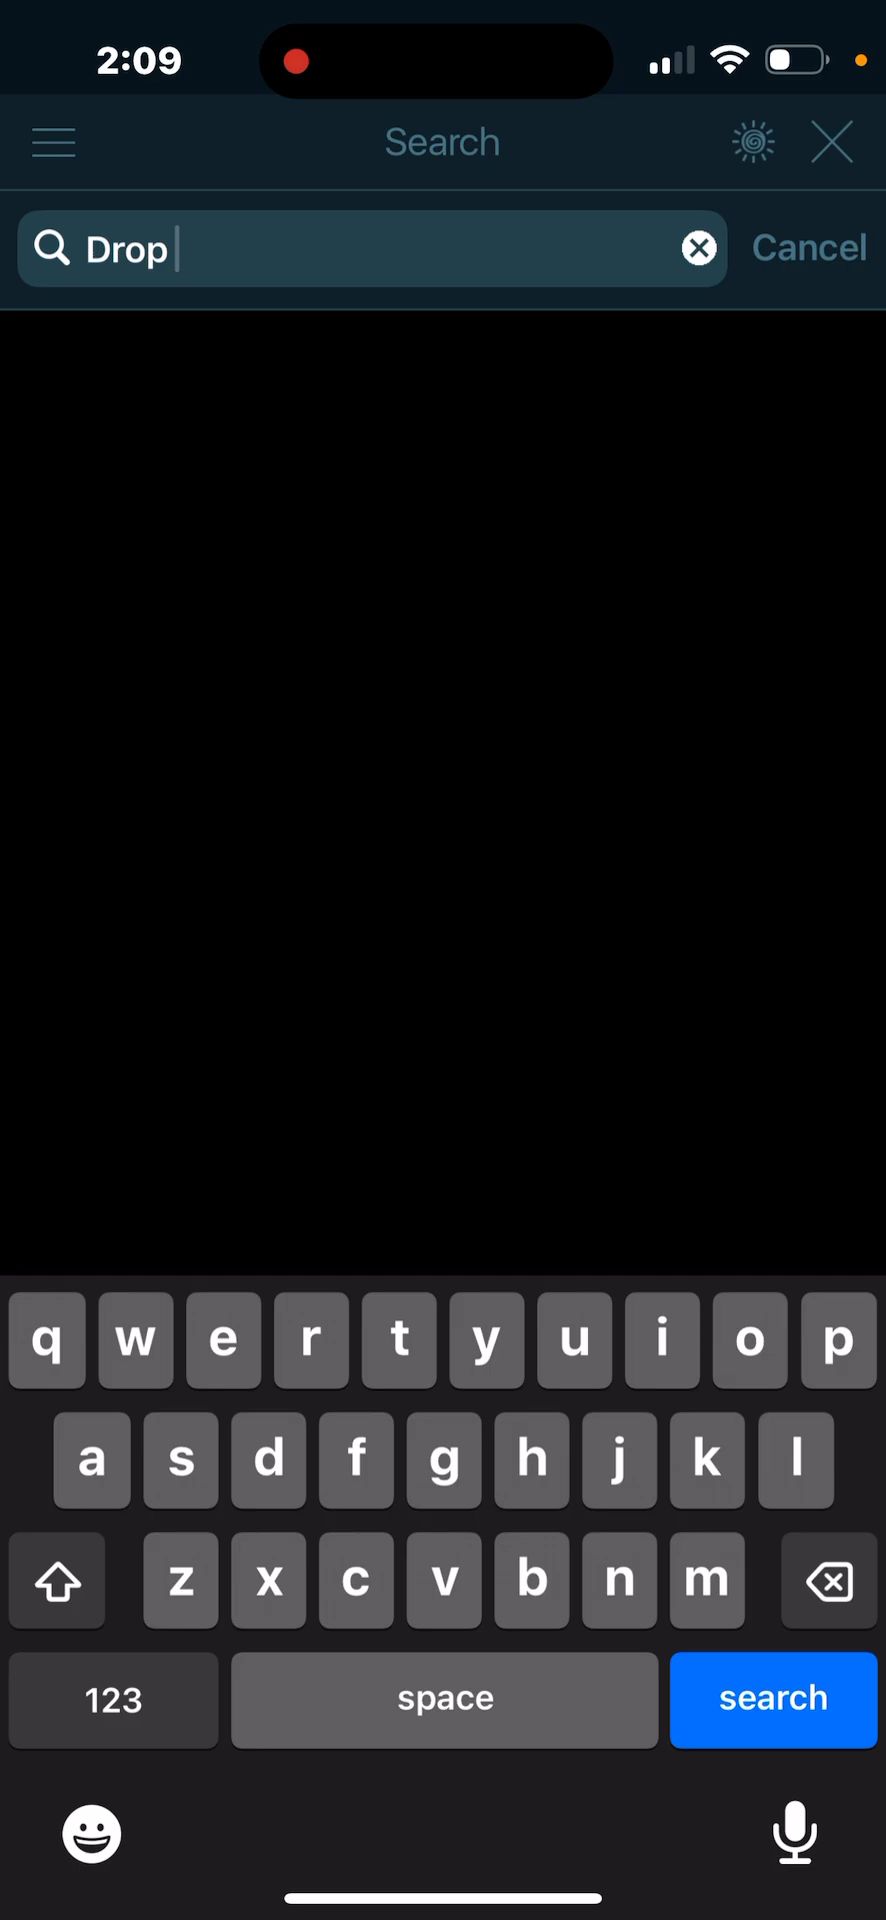 2:09
Search
Drop
Cancel
q w e r t y u i o p
a s d f g h j k l
z x c v b n m
123 space search